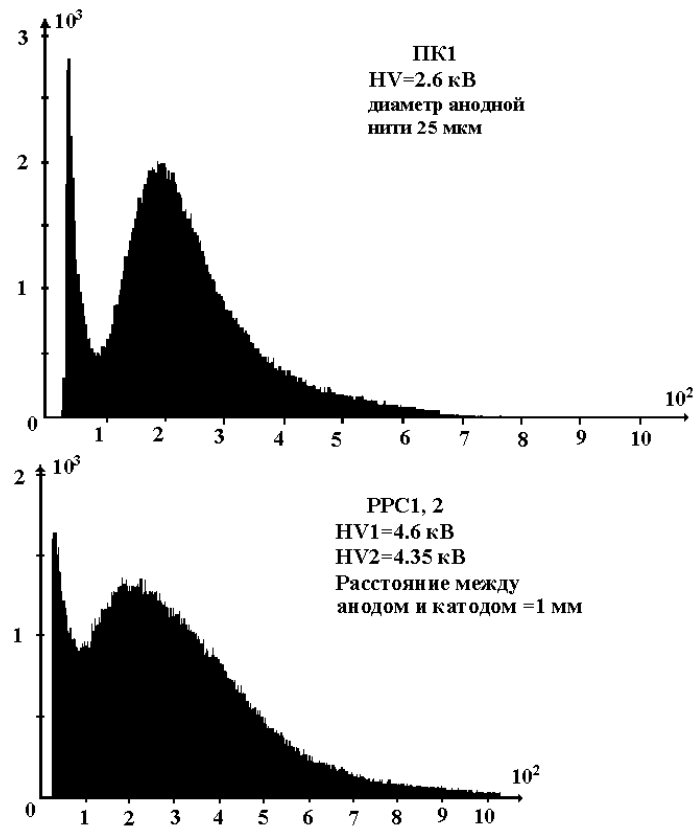 10³
3
ПК1
HV=2.6 кВ
диаметр анодной
нити 25 мкм
2
1
10²
0
1 2 3 4 5 6 7 8 9 10
10³
2
PPC1, 2
HV1=4.6 кВ
HV2=4.35 кВ
Расстояние между
анодом и катодом =1 мм
1
10²
0
1 2 3 4 5 6 7 8 9 10